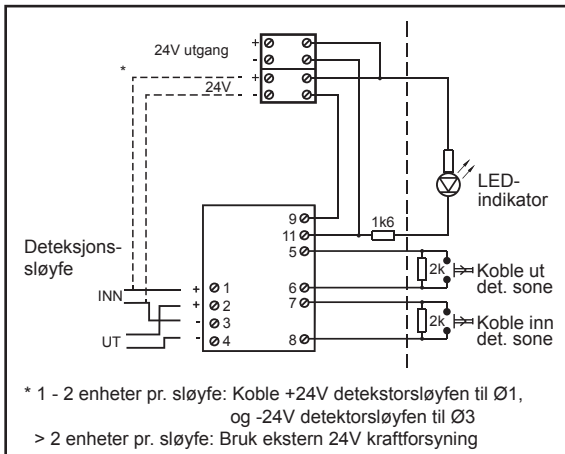 24V utgang
+
-
+
-
*
24V
LED-
indikator
1k6
9
11
5
6
7
8
Deteksjons-
sløyfe
INN
UT
+ 1
+ 2
- 3
- 4
2k
Koble ut
det. sone
2k
Koble inn
det. sone
* 1 - 2 enheter pr. sløyfe: Koble +24V detekstorsløyfen til Ø1,
og -24V detektorsløyfen til Ø3
> 2 enheter pr. sløyfe: Bruk ekstern 24V kraftforsyning